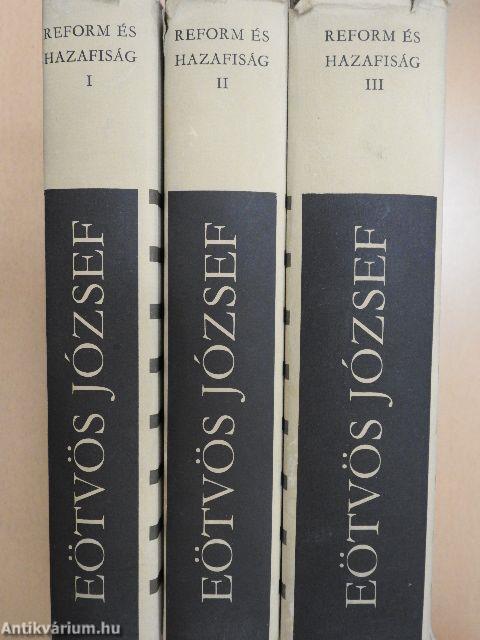 REFORM ÉS
HAZAFISÁG
I
EÖTVÖS JÓZSEF
REFORM ÉS
HAZAFISÁG
II
EÖTVÖS JÓZSEF
REFORM ÉS
HAZAFISÁG
III
EÖTVÖS JÓZSEF
Antikvárium.hu